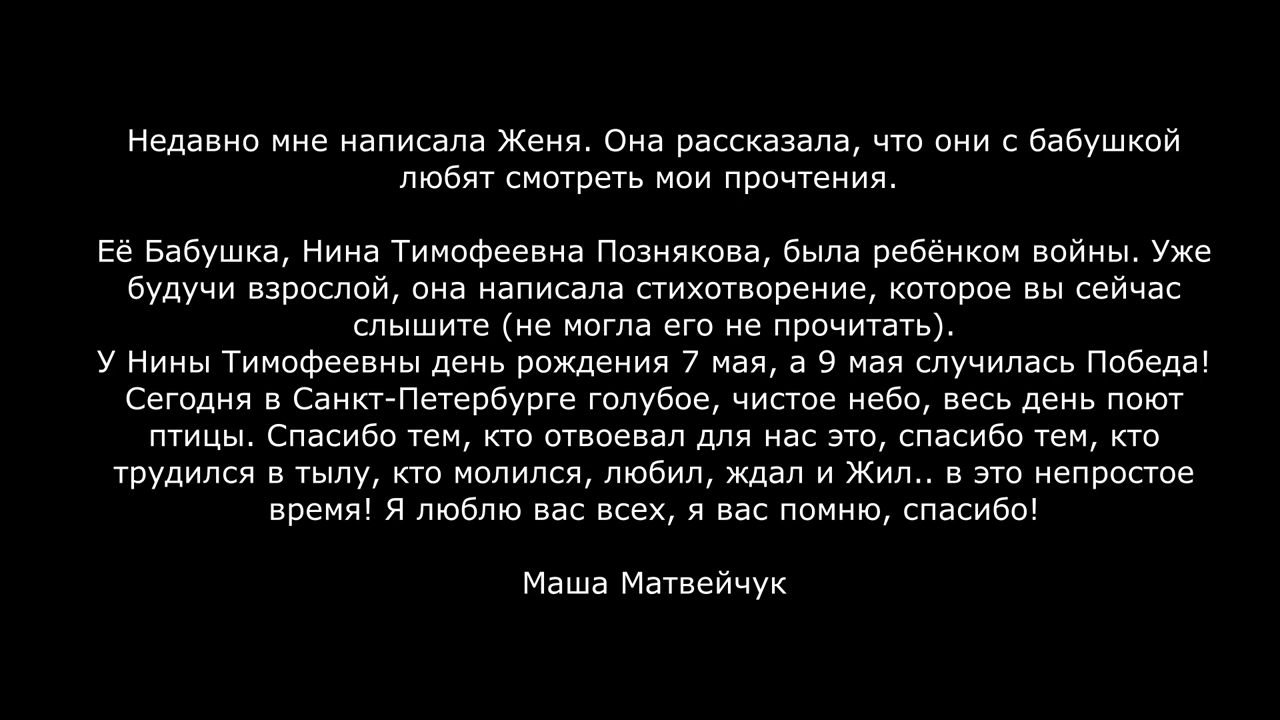 Недавно мне написала Женя. Она рассказала, что они с бабушкой
любят смотреть мои прочтения.
Её Бабушка, Нина Тимофеевна Познякова, была ребёнком войны. Уже
будучи взрослой, она написала стихотворение, которое вы сейчас
слышите (не могла его не прочитать).
У Нины Тимофеевны день рождения 7 мая, а 9 мая случилась Победа!
Сегодня в Санкт-Петербурге голубое, чистое небо, весь день поют
птицы. Спасибо тем, кто отвоевал для нас это, спасибо тем, кто
трудился в тылу, кто молился, любил, ждал и Жил.. в это непростое
время! Я люблю вас всех, я вас помню, спасибо!
Маша Матвейчук